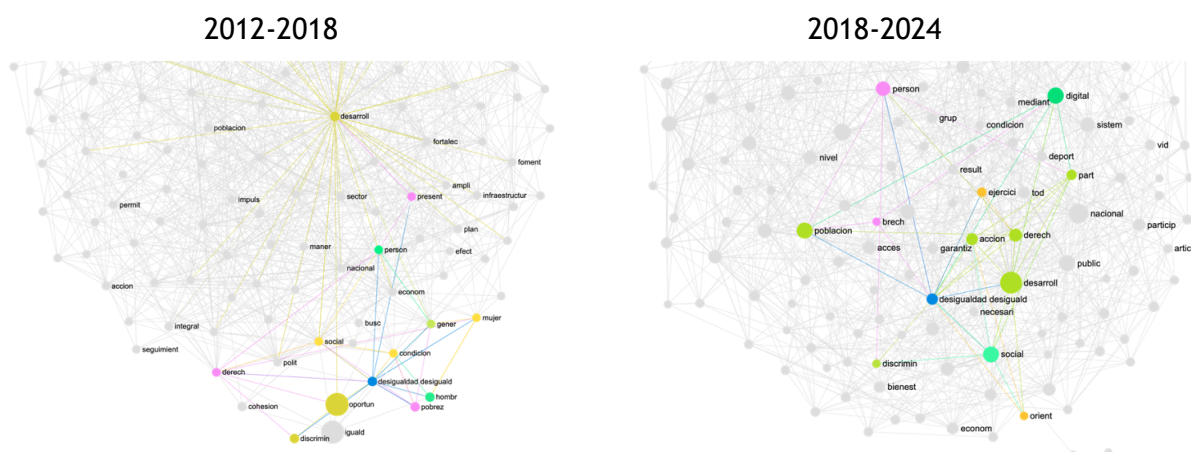 2012-2018
desarroll
poblacion
fortalec
foment
ampli
infraestructur
present
sector
impuls
permit
plan
maner
person
efect
nacional
accion
econom
integral
busc
gener
mujer
social
seguimient
condicion
polit
derech
desigualdad desiguald
hombr
cohesion
oportun
pobrez
iguald
discrimin
2018-2024
person
digital
mediant
grup
condicion
sistem
vid
nivel
deport
result
part
ejercici
tod
nacional
brech
particip
poblacion
derech
accion
acces
garantiz
artic
public
desarroll
desigualdad desiguald
necesari
social
discrimin
bienest
orient
econom